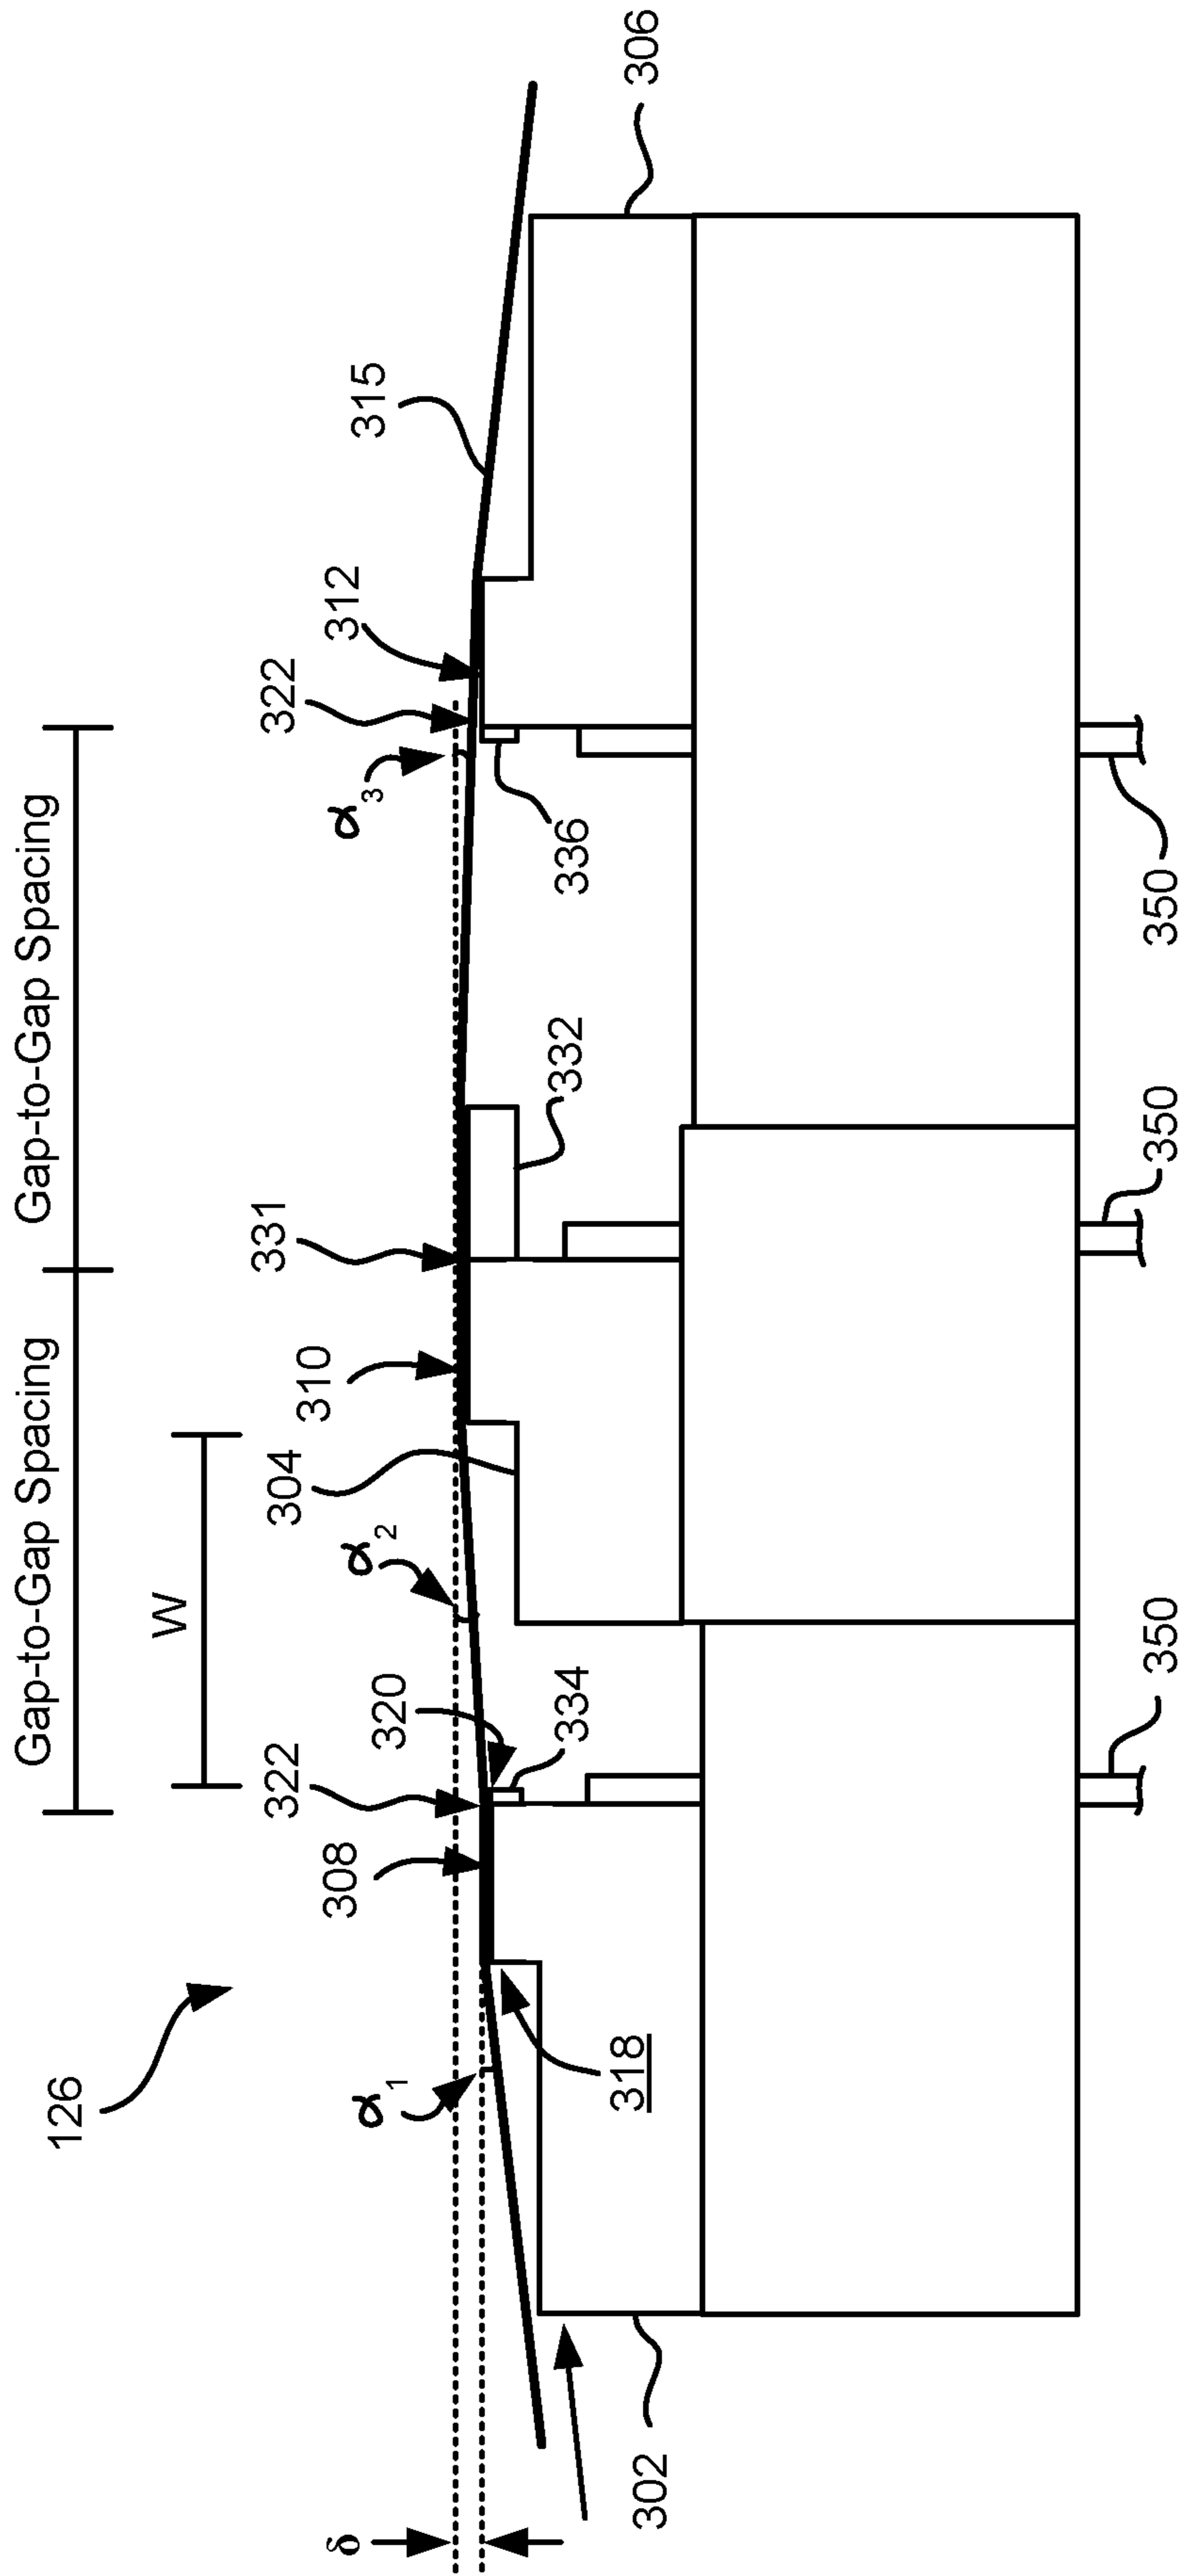 Gap-to-Gap Spacing
Gap-to-Gap Spacing
W
126
δ
α1
308
322
320
334
α2
304
310
331
332
α3
322
312
336
315
306
302
318
350
350
350